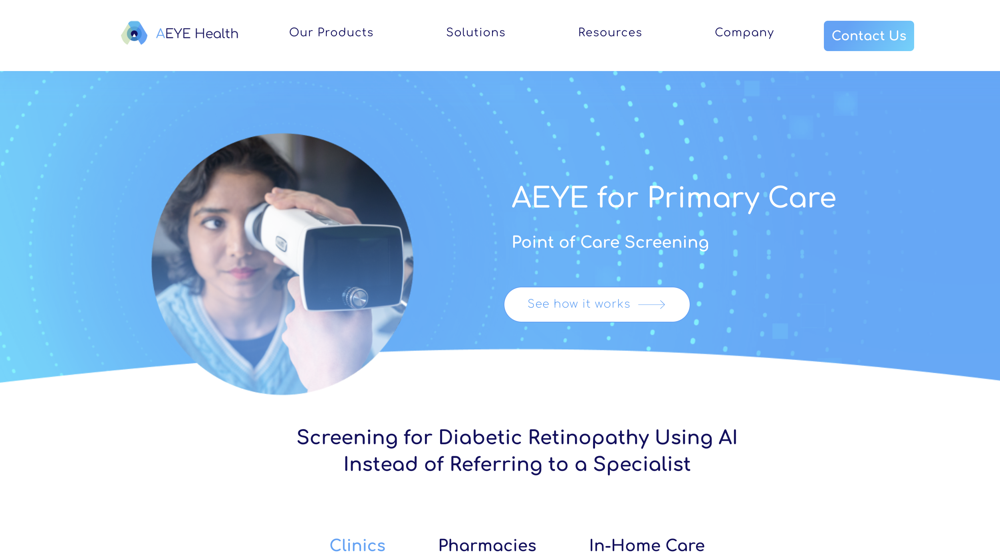 AEYE Health
Our Products
Solutions
Resources
Company
Contact Us
AEYE for Primary Care
Point of Care Screening
See how it works
Screening for Diabetic Retinopathy Using AI
Instead of Referring to a Specialist
Clinics
Pharmacies
In-Home Care